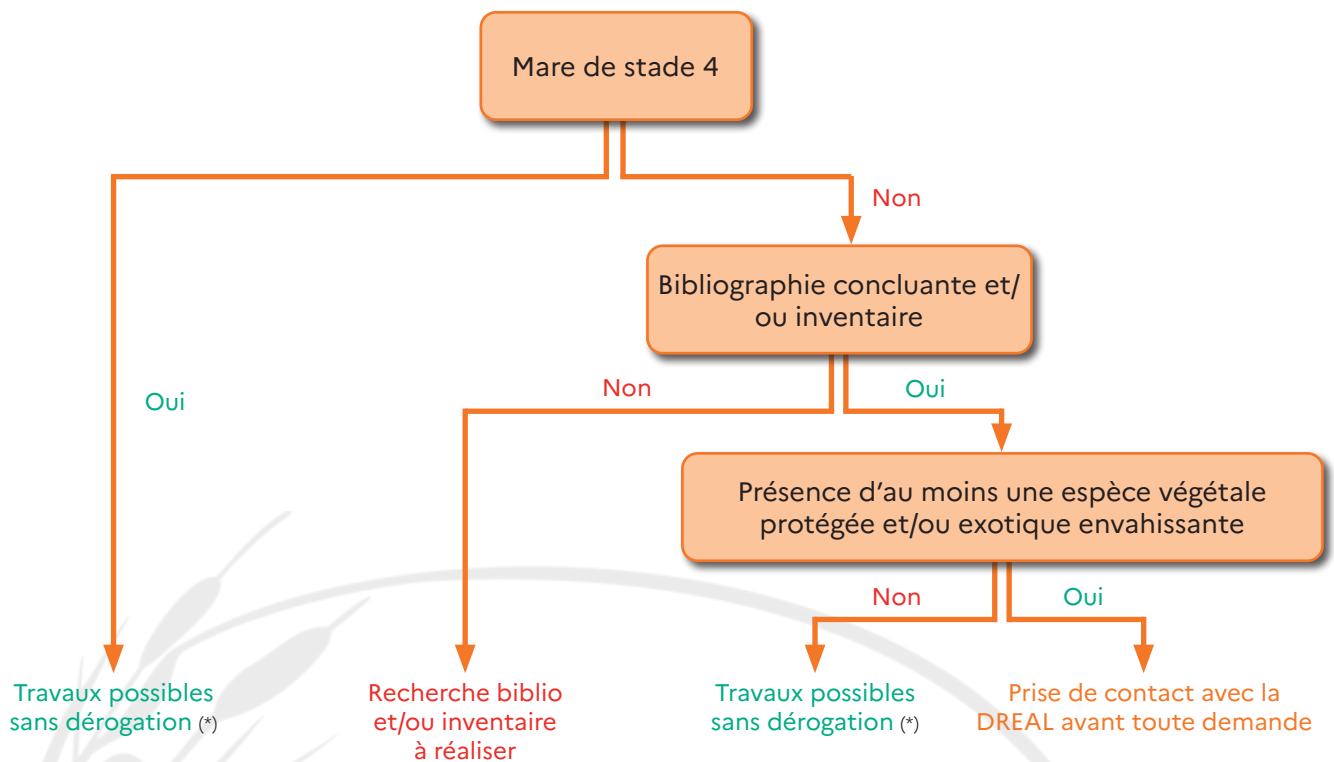 Mare de stade 4
Non
Bibliographie concluante et/
ou inventaire
Oui
Non
Oui
Présence d'au moins une espèce végétale
protégée et/ou exotique envahissante
Non
Oui
Travaux possibles
sans dérogation (*)
Recherche biblio
et/ou inventaire
à réaliser
Travaux possibles
sans dérogation (*)
Prise de contact avec la
DREAL avant toute demande